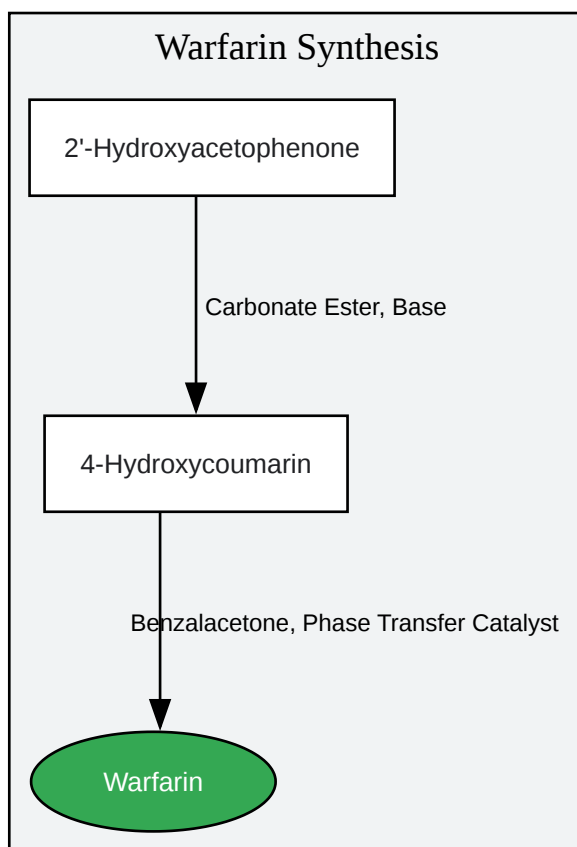 Warfarin Synthesis
2'-Hydroxyacetophenone
Carbonate Ester, Base
4-Hydroxycoumarin
Benzalacetone, Phase Transfer Catalyst
Warfarin